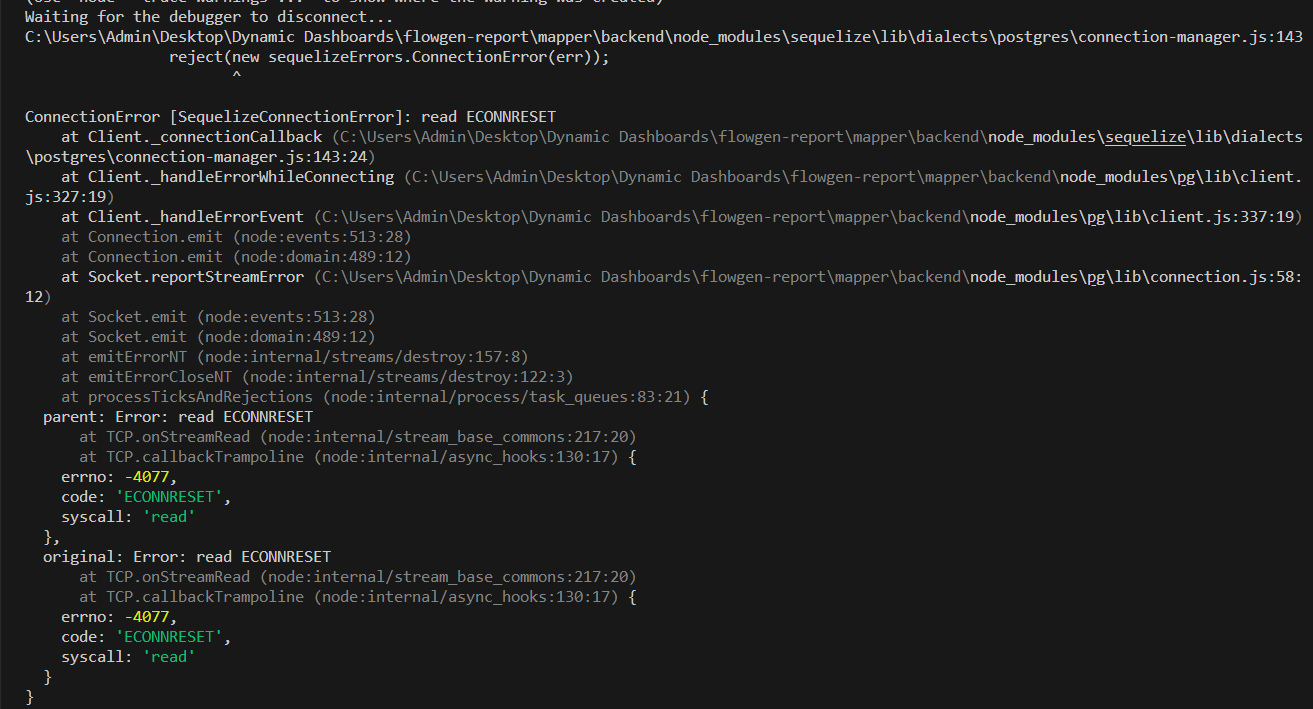 Waiting for the debugger to disconnect...
C:\Users\Admin\Desktop\Dynamic Dashboards\flowgen-report\mapper\backend\node_modules\sequelize\lib\dialects\postgres\connection-manager.js:143
                reject(new sequelizeErrors.ConnectionError(err));
                       ^

ConnectionError [SequelizeConnectionError]: read ECONNRESET
    at Client._connectionCallback (C:\Users\Admin\Desktop\Dynamic Dashboards\flowgen-report\mapper\backend\node_modules\sequelize\lib\dialects
\postgres\connection-manager.js:143:24)
    at Client._handleErrorWhileConnecting (C:\Users\Admin\Desktop\Dynamic Dashboards\flowgen-report\mapper\backend\node_modules\pg\lib\client.
js:327:19)
    at Client._handleErrorEvent (C:\Users\Admin\Desktop\Dynamic Dashboards\flowgen-report\mapper\backend\node_modules\pg\lib\client.js:337:19)
    at Connection.emit (node:events:513:28)
    at Connection.emit (node:domain:489:12)
    at Socket.reportStreamError (C:\Users\Admin\Desktop\Dynamic Dashboards\flowgen-report\mapper\backend\node_modules\pg\lib\connection.js:58:
12)
    at Socket.emit (node:events:513:28)
    at Socket.emit (node:domain:489:12)
    at emitErrorNT (node:internal/streams/destroy:157:8)
    at emitErrorCloseNT (node:internal/streams/destroy:122:3)
    at processTicksAndRejections (node:internal/process/task_queues:83:21) {
  parent: Error: read ECONNRESET
      at TCP.onStreamRead (node:internal/stream_base_commons:217:20)
      at TCP.callbackTrampoline (node:internal/async_hooks:130:17) {
    errno: -4077,
    code: 'ECONNRESET',
    syscall: 'read'
  },
  original: Error: read ECONNRESET
      at TCP.onStreamRead (node:internal/stream_base_commons:217:20)
      at TCP.callbackTrampoline (node:internal/async_hooks:130:17) {
    errno: -4077,
    code: 'ECONNRESET',
    syscall: 'read'
  }
}